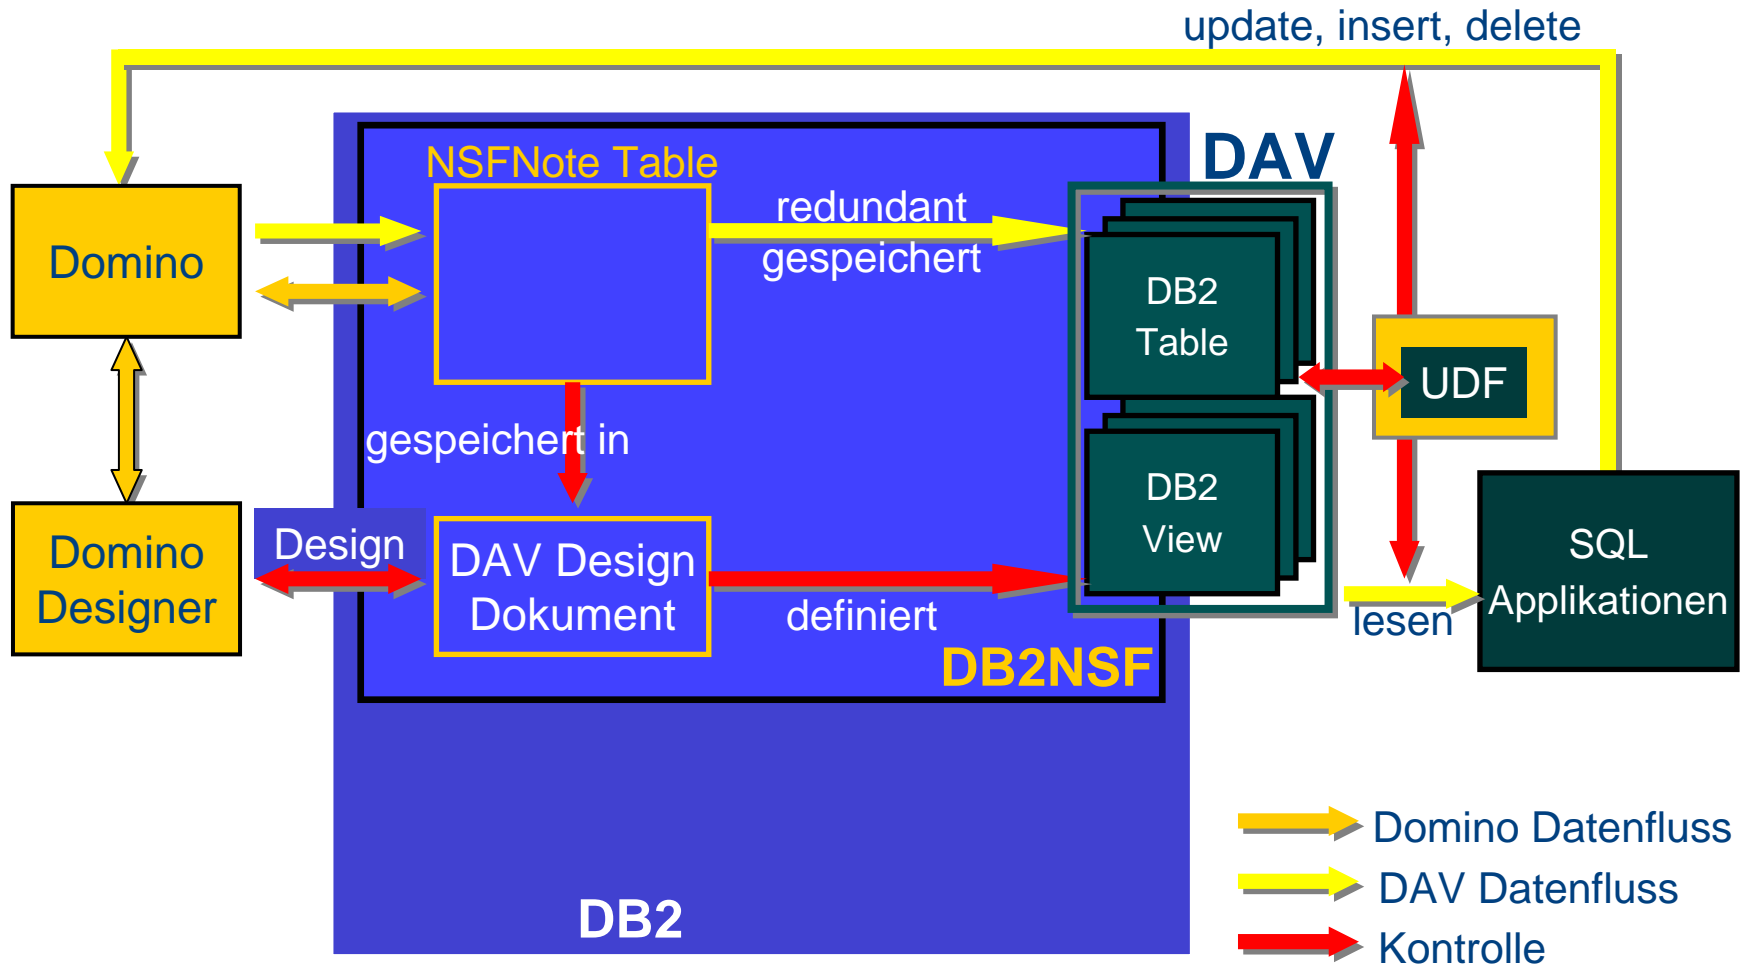 update, insert, delete
DAV
NSFNote Table
redundant
gespeichert
Domino
DB2
Table
UDF
gespeichert in
DB2
View
Domino
Designer
Design
DAV Design
Dokument
definiert
SQL
Applikationen
lesen
DB2NSF
Domino Datenfluss
DAV Datenfluss
DB2
Kontrolle